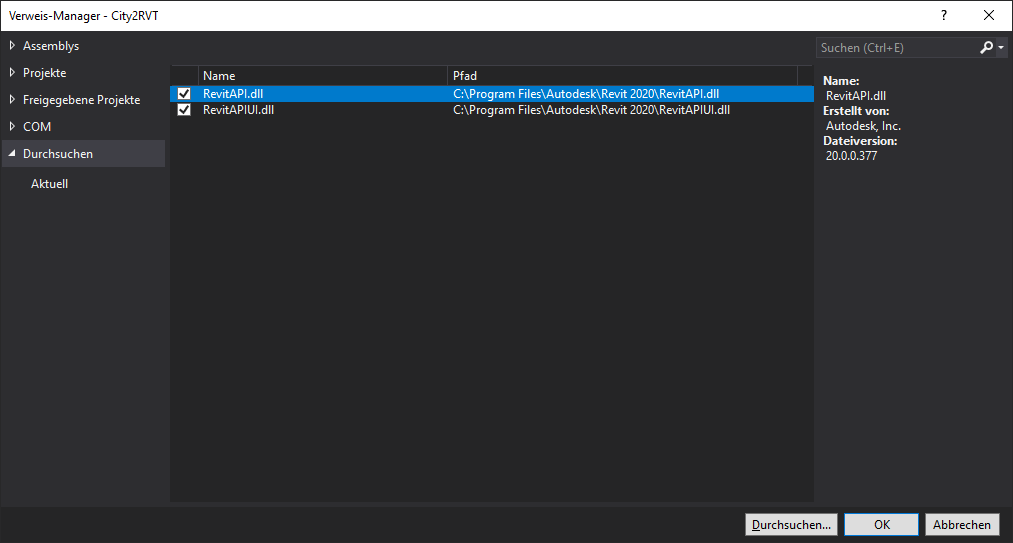 Verweis-Manager - City2RVT
?
Assemblys
Projekte
Freigegebene Projekte
COM
Durchsuchen
Aktuell
Name Pfad
RevitAPI.dll C:\Program Files\Autodesk\Revit 2020\RevitAPI.dll
RevitAPIUI.dll C:\Program Files\Autodesk\Revit 2020\RevitAPIUI.dll
Suchen (Ctrl+E)
Name:
RevitAPI.dll
Erstellt von:
Autodesk, Inc.
Dateiversion:
20.0.0.377
Durchsuchen... OK Abbrechen